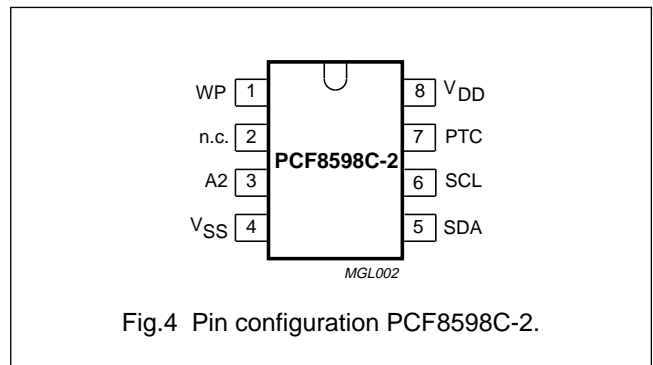 WP 1 8 VDD
n.c. 2 7 PTC
PCF8598C-2
A2 3 6 SCL
VSS 4 5 SDA
MGL002
Fig.4 Pin configuration PCF8598C-2.